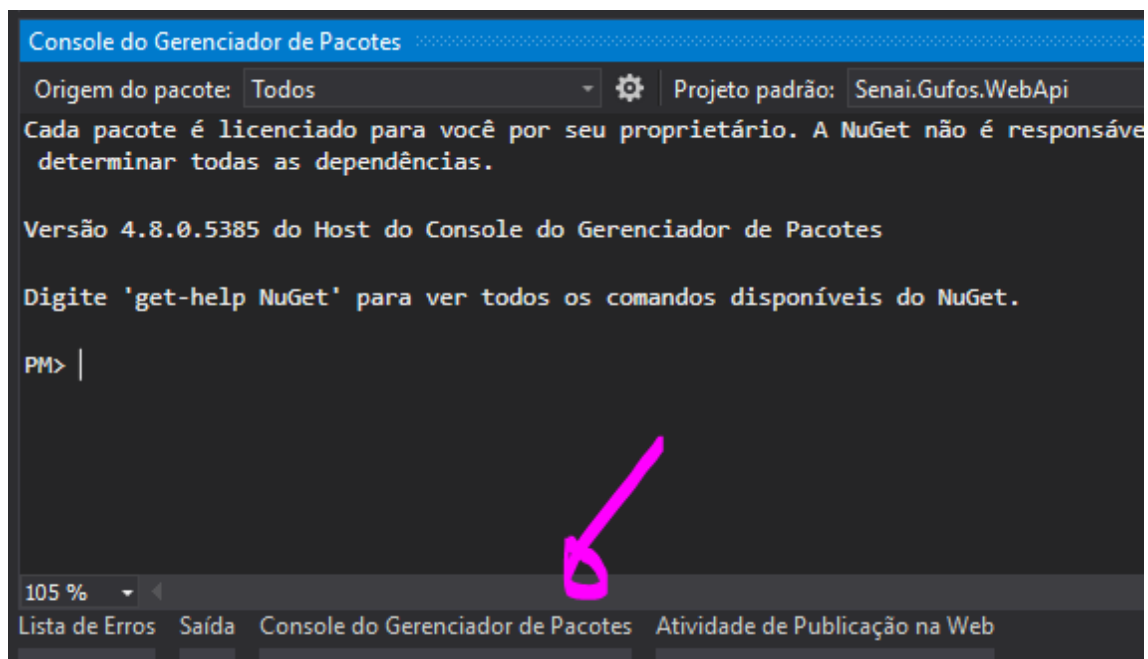 Console do Gerenciador de Pacotes
Origem do pacote: Todos Projeto padrão: Senai.Gufos.WebApi
Cada pacote é licenciado para você por seu proprietário. A NuGet não é responsáve
determinar todas as dependências.
Versão 4.8.0.5385 do Host do Console do Gerenciador de Pacotes
Digite 'get-help NuGet' para ver todos os comandos disponíveis do NuGet.
PM>
105 %
Lista de Erros Saída Console do Gerenciador de Pacotes Atividade de Publicação na Web